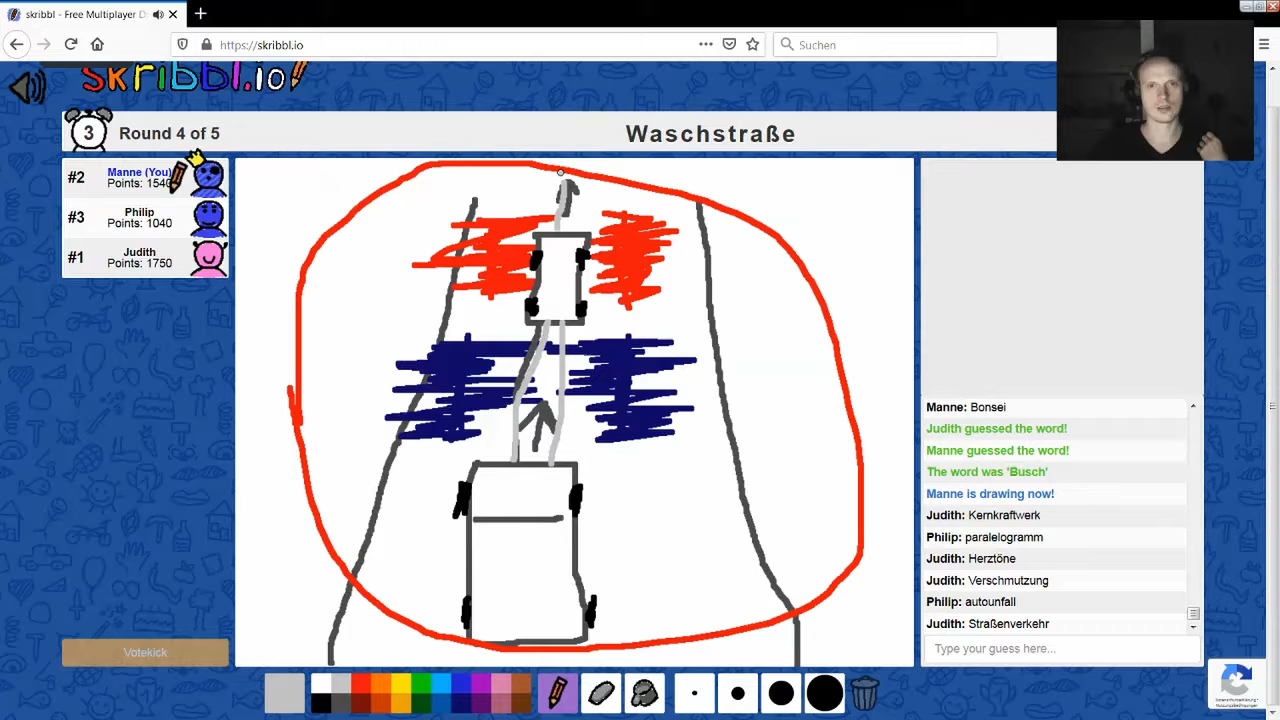 skribbl - Free Multiplayer D
https://skribbl.io
Suchen
skribbl.io!
3
Round 4 of 5
Waschstraße
#2
Manne (You)
Points: 1540
#3
Philip
Points: 1040
#1
Judith
Points: 1750
Manne: Bonsei
Judith guessed the word!
Manne guessed the word!
The word was 'Busch'
Manne is drawing now!
Judith: Kernkraftwerk
Philip: paralelogramm
Judith: Herztöne
Judith: Verschmutzung
Philip: autounfall
Judith: Straßenverkehr
Type your guess here...
Votekick